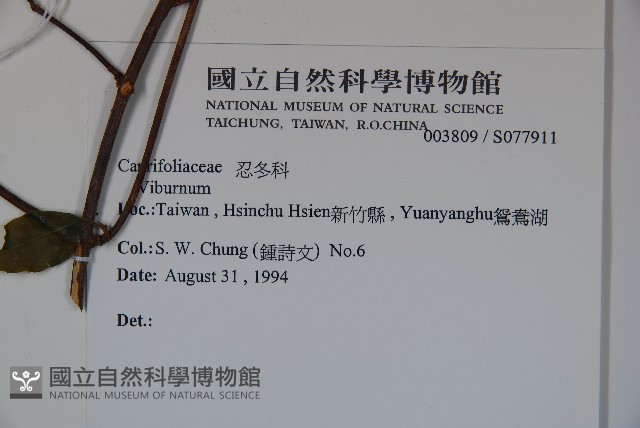 國立自然科學博物館
NATIONAL MUSEUM OF NATURAL SCIENCE
TAICHUNG, TAIWAN, R.O.CHINA
003809 / S077911
Caprifoliaceae 忍冬科
Viburnum
Loc.:Taiwan , Hsinchu Hsien新竹縣 , Yuanyanghu鴛鴦湖
Col.: S. W. Chung (鍾詩文) No.6
Date: August 31 , 1994
Det.:
國立自然科學博物館
NATIONAL MUSEUM OF NATURAL SCIENCE